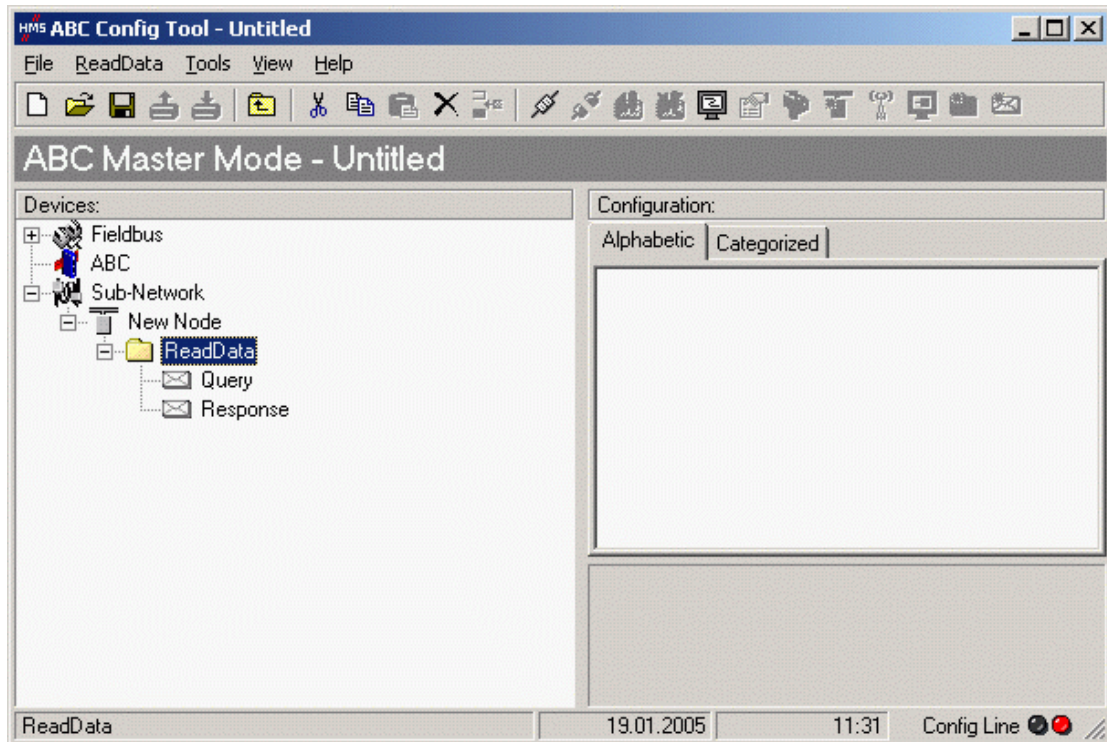 HMS ABC Config Tool - Untitled
File ReadData Tools View Help
ABC Master Mode - Untitled
Devices:
Fieldbus
ABC
Sub-Network
New Node
ReadData
Query
Response
Configuration:
Alphabetic Categorized
ReadData 19.01.2005 11:31 Config Line